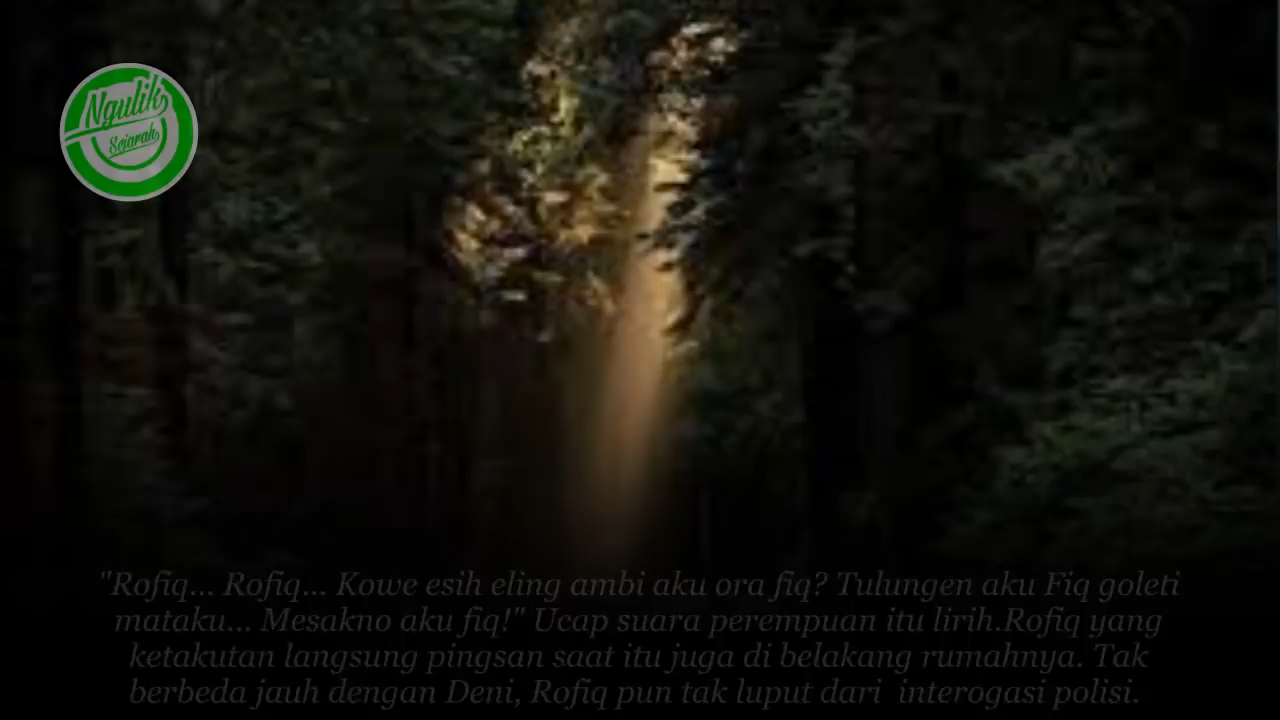 Ngulik
Sejarah
"Rofiq... Rofiq... Kowe esih eling ambi aku ora fiq? Tulungen aku Fiq goleti
mataku... Mesakno aku fiq!" Ucap suara perempuan itu lirih.Rofiq yang
ketakutan langsung pingsan saat itu juga di belakang rumahnya. Tak
berbeda jauh dengan Deni, Rofiq pun tak luput dari  interogasi polisi.